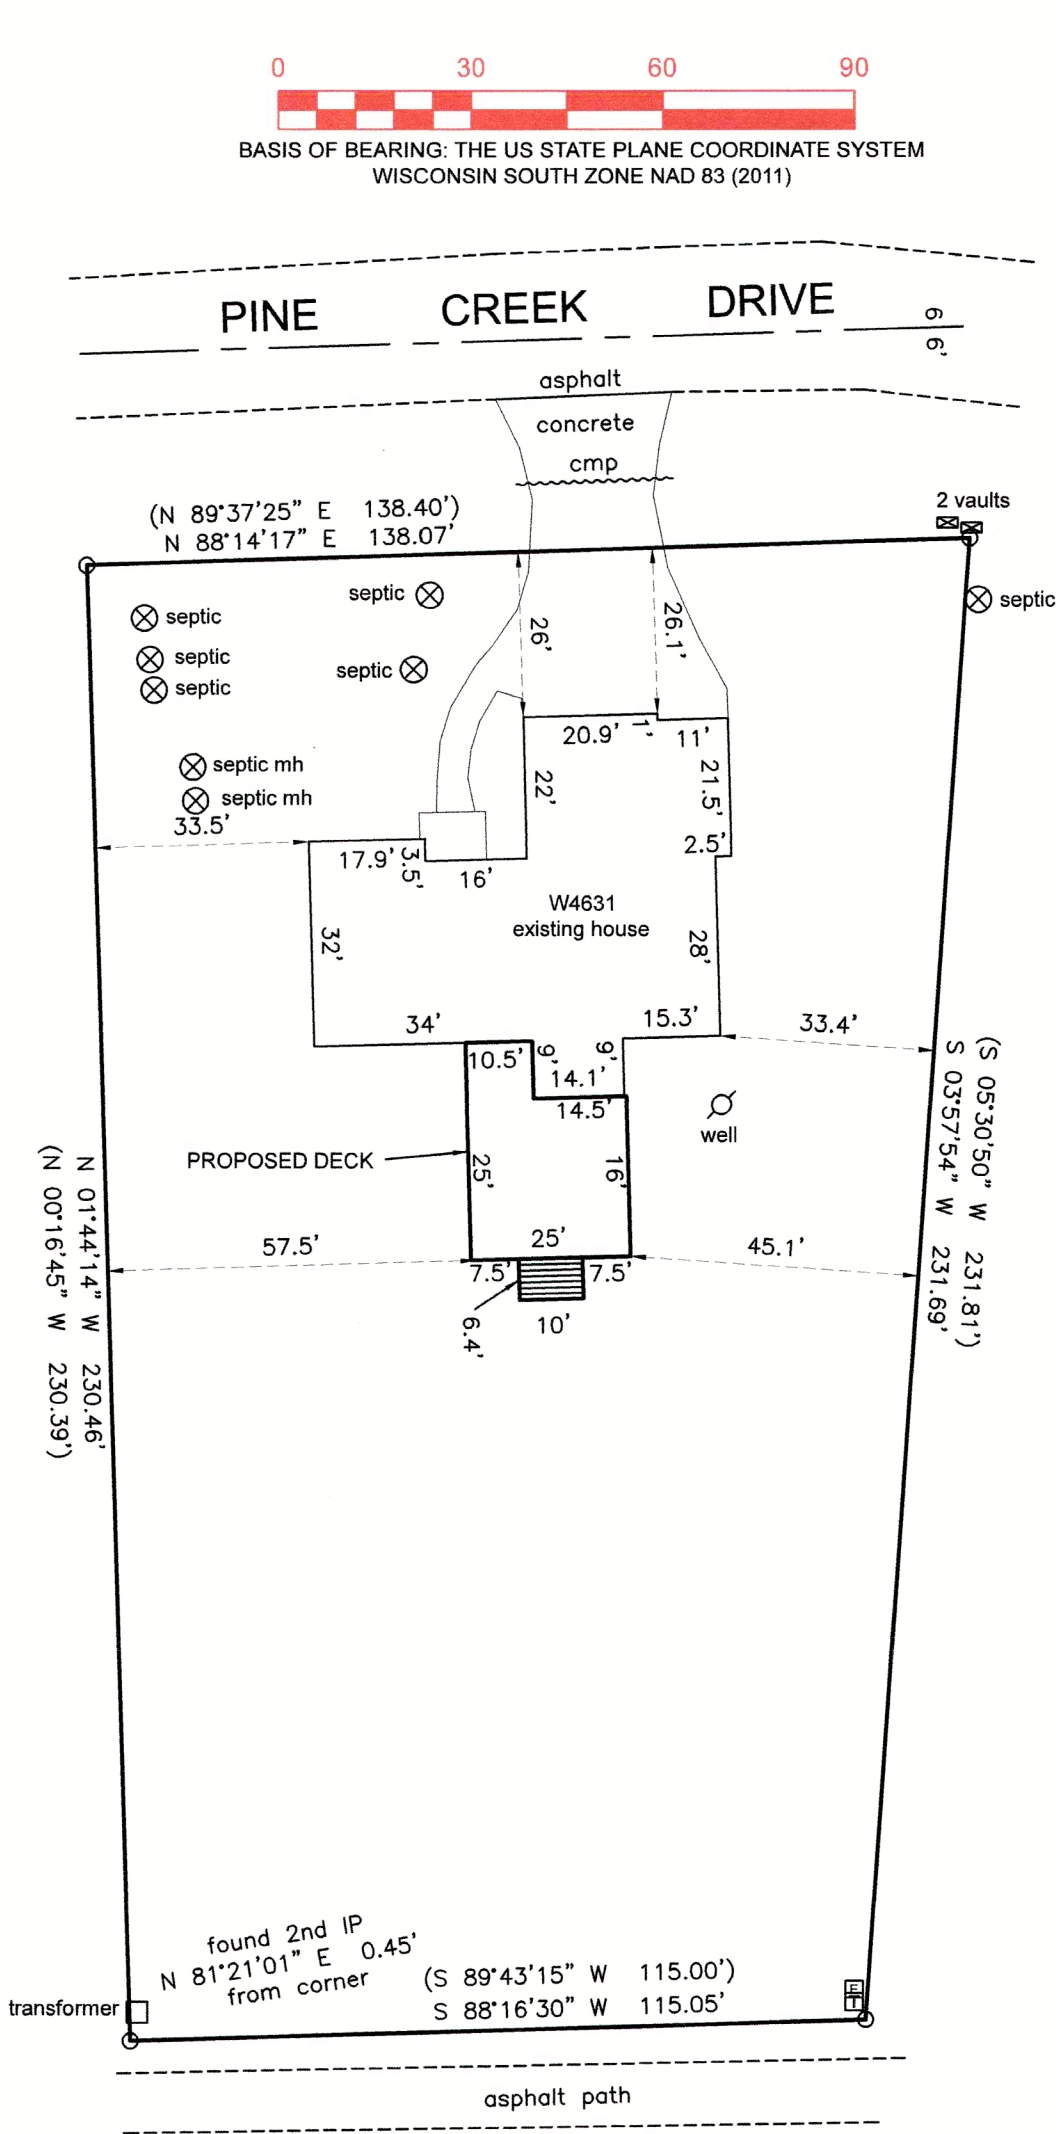 0 30 60 90
BASIS OF BEARING: THE US STATE PLANE COORDINATE SYSTEM
WISCONSIN SOUTH ZONE NAD 83 (2011)
PINE CREEK DRIVE
6
6'
asphalt
concrete
cmp
2 vaults
(N 89°37'25" E 138.40')
N 88°14'17" E 138.07'
septic
septic
septic
septic
septic
septic
26'
26.1'
20.9'
1'
11'
septic mh
septic mh
22'
21.5'
33.5'
17.9'
3.5'
16'
2.5'
W4631
existing house
32'
28'
34'
15.3'
33.4'
10.5'
9'
9'
14.1'
14.5'
well
PROPOSED DECK
25'
16'
(S 05°30'50" W 231.81')
S 03°57'54" W 231.69'
N 01°44'14" W 230.46'
(N 00°16'45" W 230.39')
57.5'
25'
45.1'
7.5'
7.5'
6.4'
10'
found 2nd IP
N 81°21'01" E 0.45'
from corner
(S 89°43'15" W 115.00')
S 88°16'30" W 115.05'
transformer
E
T
asphalt path